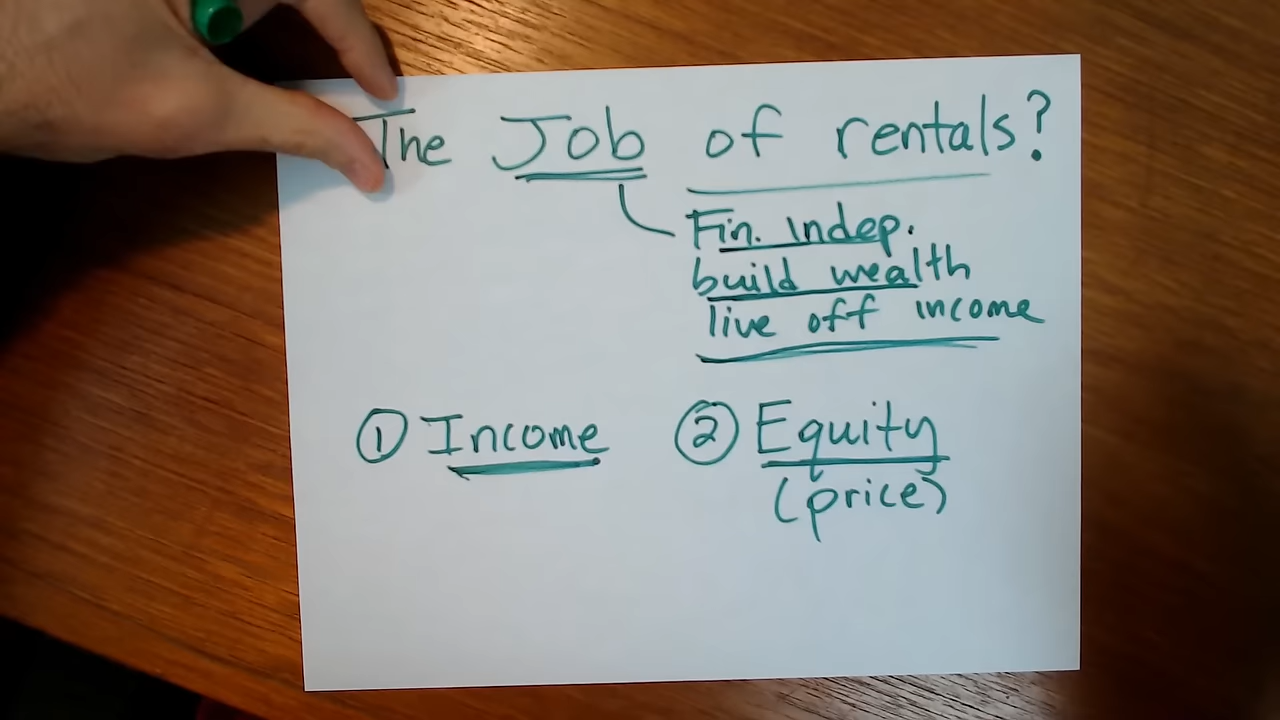 The Job of rentals?
Fin. Indep.
build wealth
live off income
① Income ② Equity
(price)